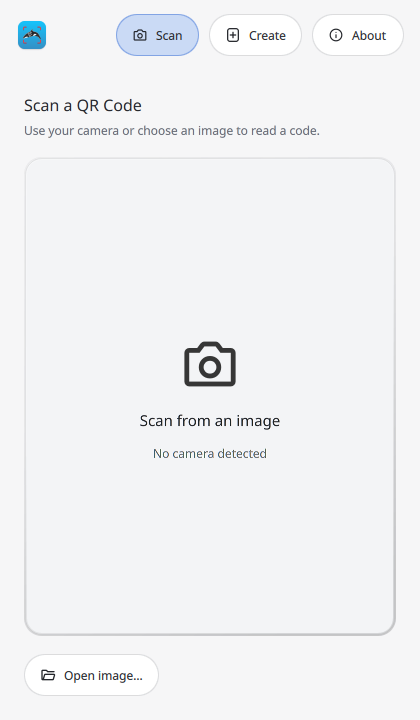 Scan
Create
About
Scan a QR Code
Use your camera or choose an image to read a code.
Scan from an image
No camera detected
Open image...